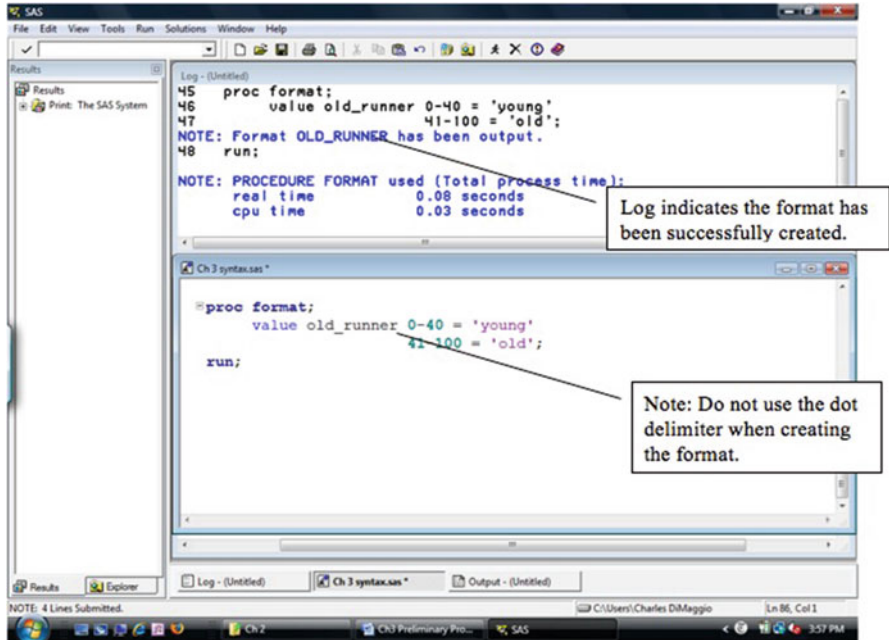 SAS
File Edit View Tools Run Solutions Window Help
Results
Results
Print: The SAS System
Log - (Untitled)
45 proc format;
46 value old_runner 0-40 = 'young'
47 41-100 = 'old';
NOTE: Format OLD_RUNNER has been output.
48 run;
NOTE: PROCEDURE FORMAT used (Total process time):
real time 0.08 seconds
cpu time 0.03 seconds
Log indicates the format has
been successfully created.
Ch 3 syntax.sas *
proc format;
value old_runner 0-40 = 'young'
41-100 = 'old';
run;
Note: Do not use the dot
delimiter when creating
the format.
Results Explorer
Log - (Untitled) Ch 3 syntax.sas * Output - (Untitled)
NOTE: 4 Lines Submitted. C:\Users\Charles DiMaggio Ln 86, Col 1
Ch 2 Ch3 Preliminary Pro... SAS 3:57 PM